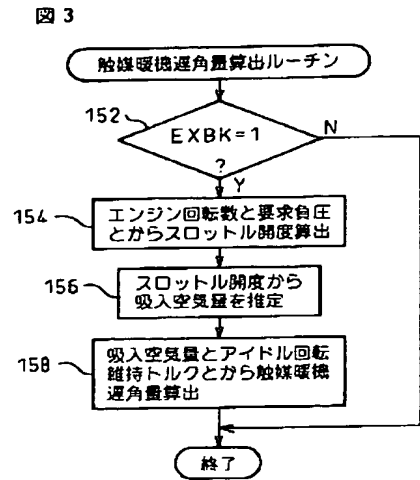 図3
触媒暖機遅角量算出ルーチン
152
EXBK=1
N
?
Y
154
エンジン回転数と要求負圧
とからスロットル開度算出
156
スロットル開度から
吸入空気量を推定
158
吸入空気量とアイドル回転
維持トルクとから触媒暖機
遅角量算出
終了